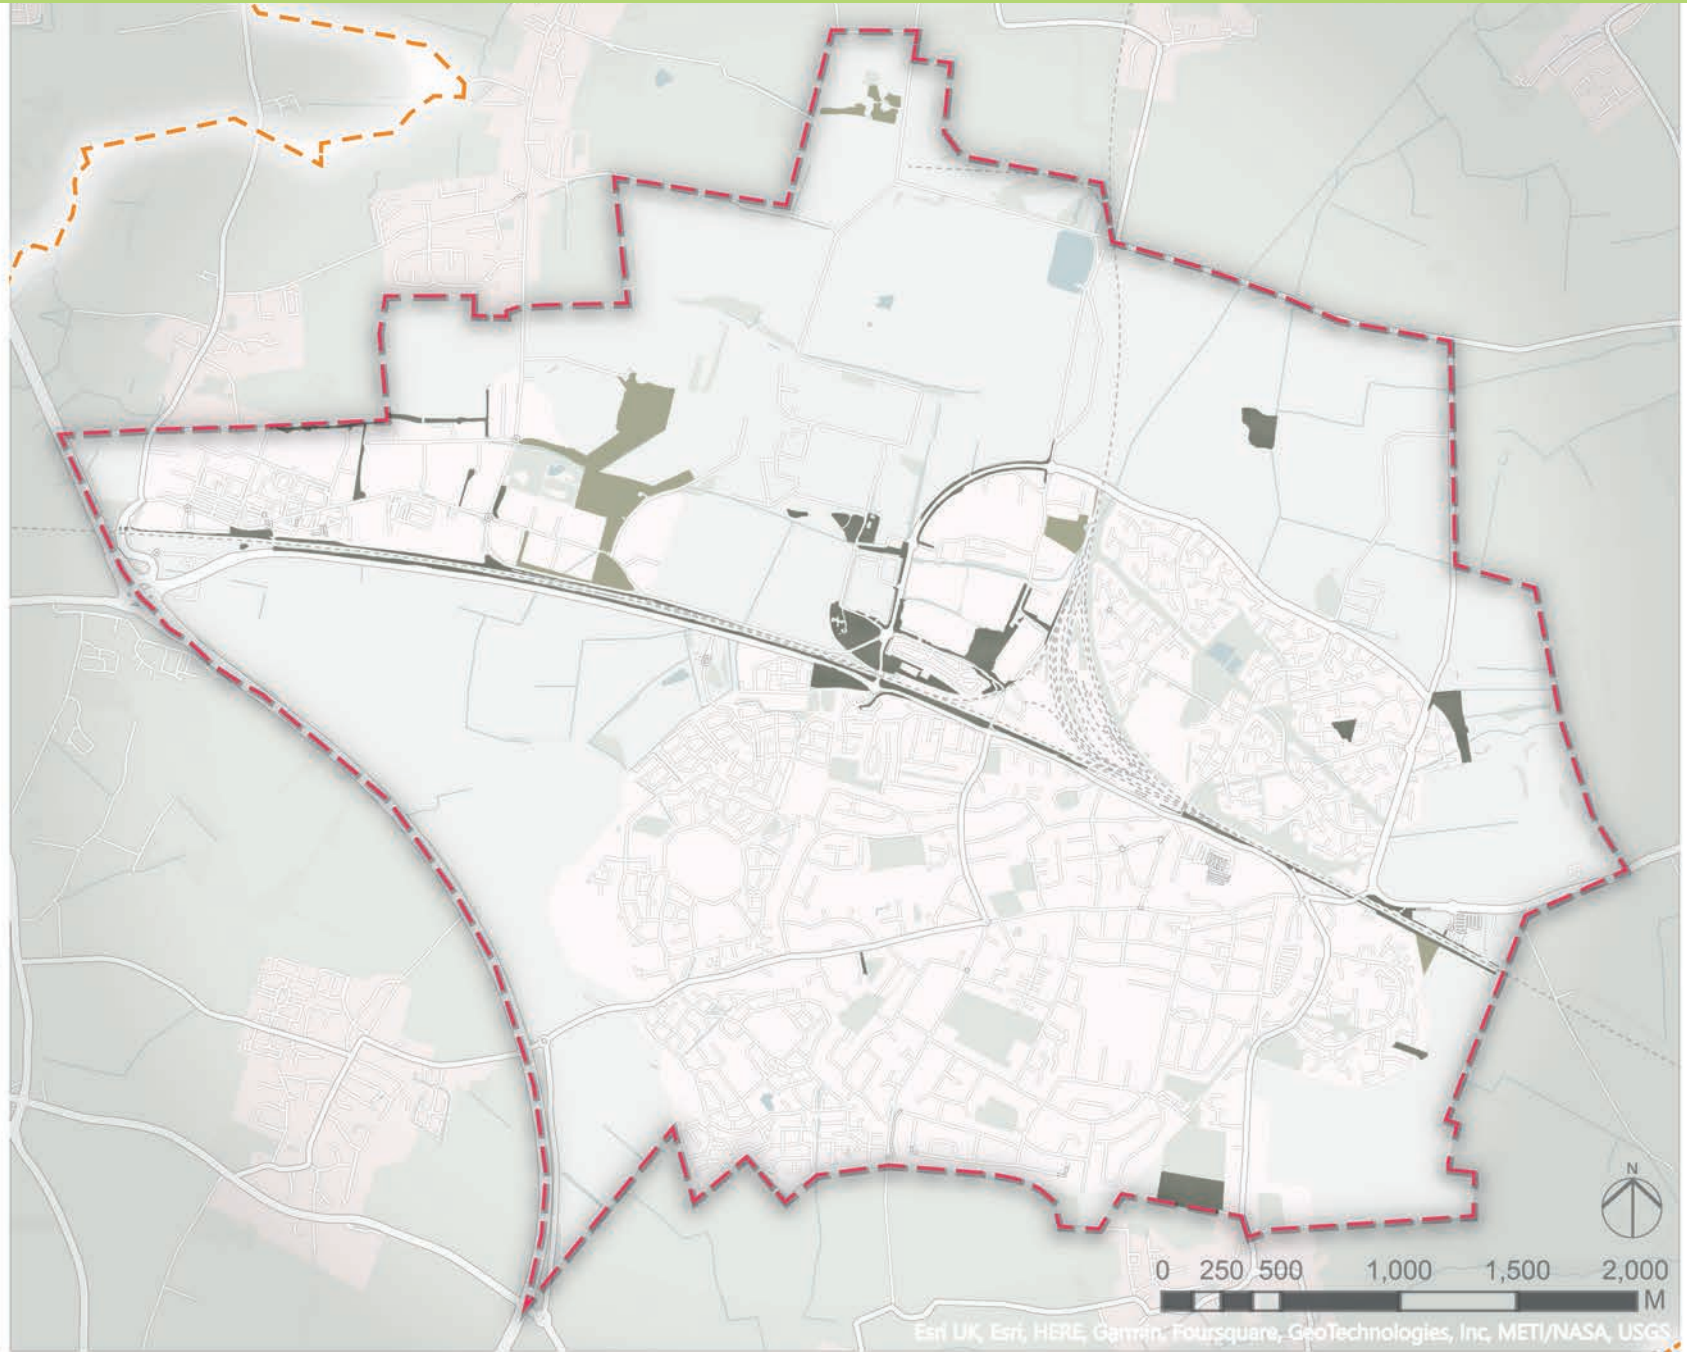 N
0 250 500 1,000 1,500 2,000
M
Esri UK, Esri, HERE, Garmin, Foursquare, GeoTechnologies, Inc, METI/NASA, USGS